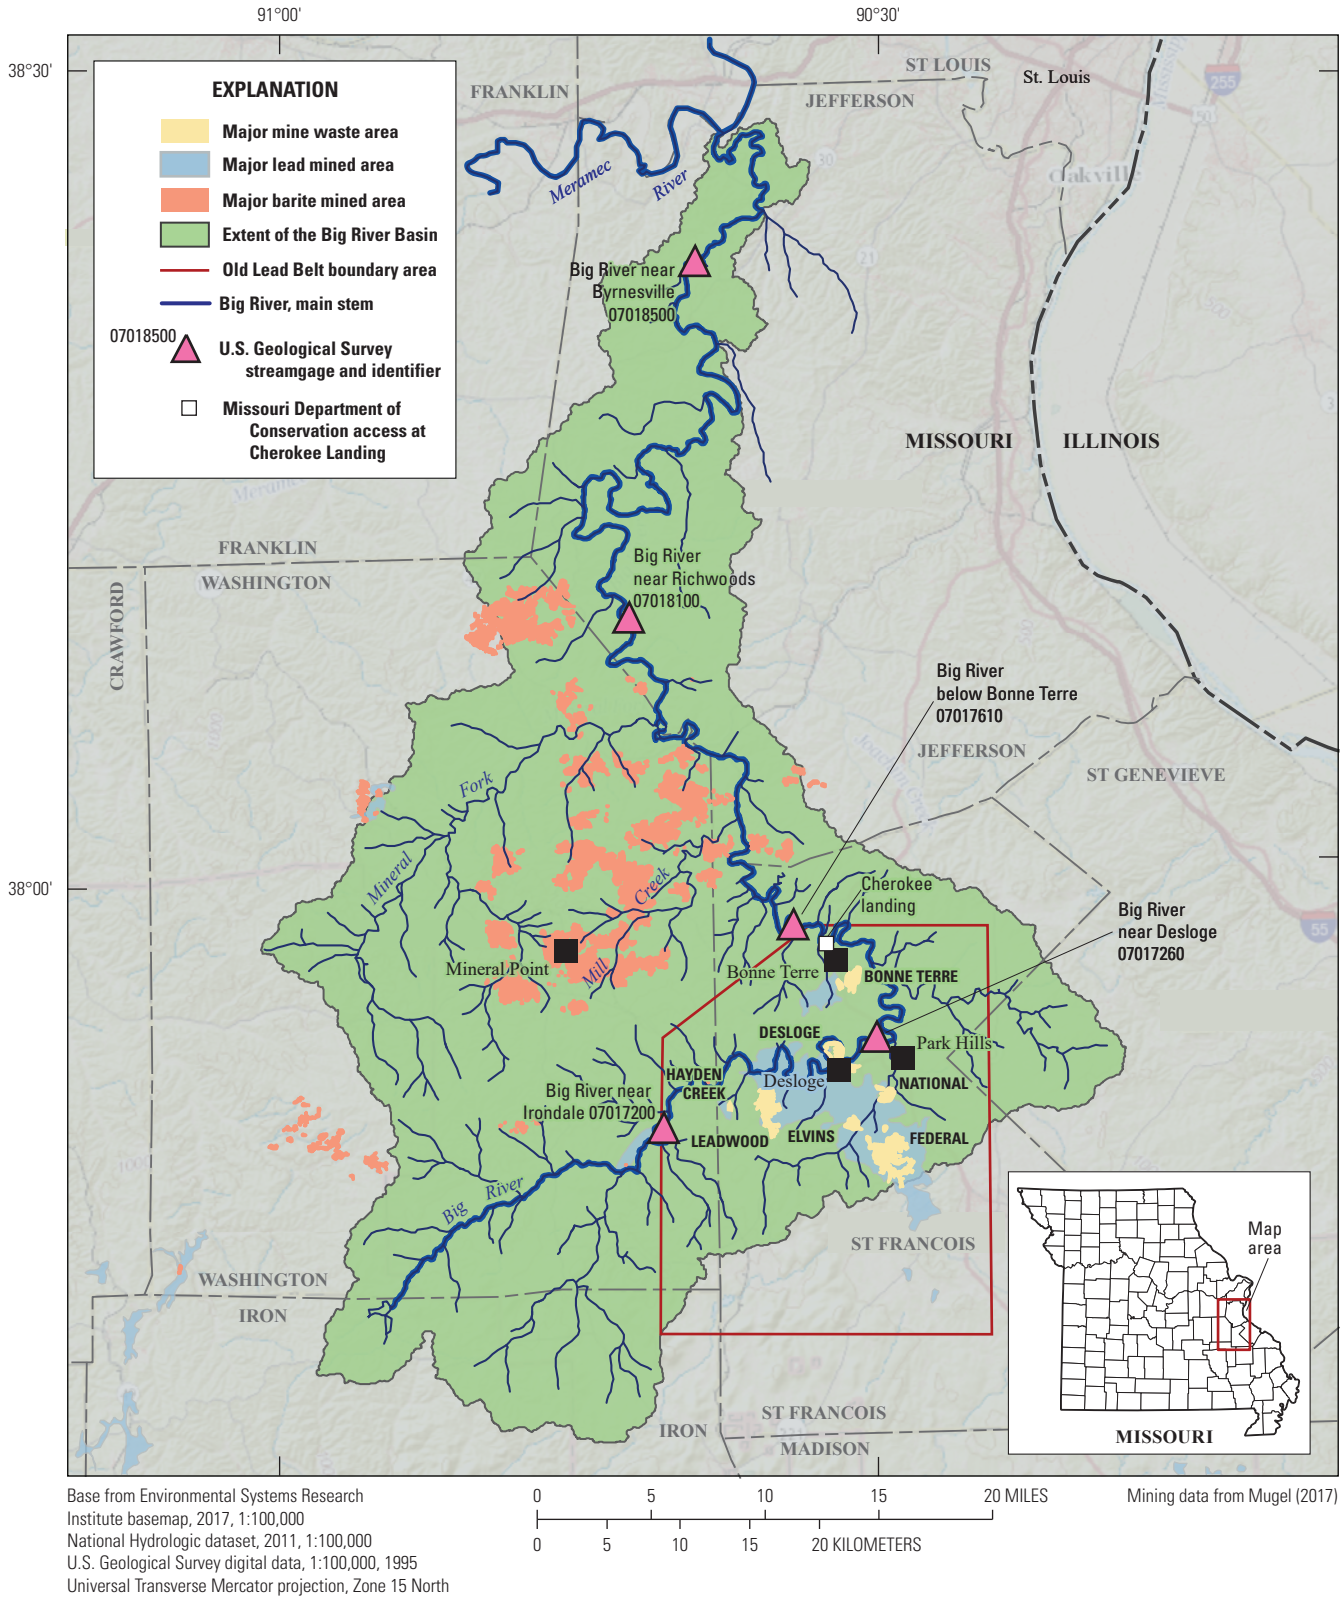 91°00'
90°30'
38°30'
38°00'
EXPLANATION
Major mine waste area
Major lead mined area
Major barite mined area
Extent of the Big River Basin
Old Lead Belt boundary area
Big River, main stem
07018500
U.S. Geological Survey
streamgage and identifier
Missouri Department of
Conservation access at
Cherokee Landing
FRANKLIN
ST LOUIS
JEFFERSON
St. Louis
255
50
Oakville
30
21
Meramec
River
Big River near
Byrnesville
07018500
MISSOURI
ILLINOIS
Meramec
FRANKLIN
WASHINGTON
CRAWFORD
Big River
near Richwoods
07018100
Big River
below Bonne Terre
07017610
JEFFERSON
ST GENEVIEVE
Fork
Mineral
Creek
Mill
Mineral Point
Cherokee
landing
Big River
near Desloge
07017260
55
Bonne Terre
BONNE TERRE
DESLOGE
Park Hills
Desloge
NATIONAL
HAYDEN
CREEK
Big River near
Irondale 07017200
LEADWOOD
ELVINS
FEDERAL
Big
River
ST FRANCOIS
WASHINGTON
IRON
IRON
ST FRANCOIS
MADISON
Map
area
MISSOURI
Base from Environmental Systems Research
Institute basemap, 2017, 1:100,000
National Hydrologic dataset, 2011, 1:100,000
U.S. Geological Survey digital data, 1:100,000, 1995
Universal Transverse Mercator projection, Zone 15 North
0 5 10 15 20 MILES
0 5 10 15 20 KILOMETERS
Mining data from Mugel (2017)